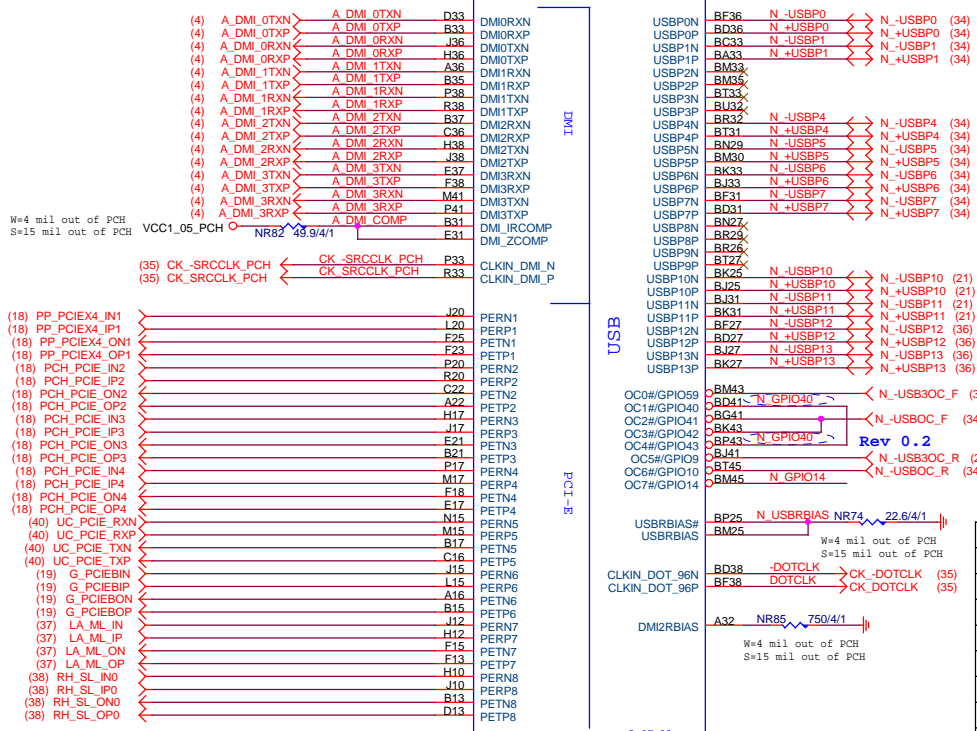 (4) A_DMI_0TXN A_DMI_0TXN D33 DMI0RXN
(4) A_DMI_0TXP A_DMI_0TXP B33 DMI0RXP
(4) A_DMI_0RXN A_DMI_0RXN J36 DMI0TXN
(4) A_DMI_0RXP A_DMI_0RXP H36 DMI0TXP
(4) A_DMI_1TXN A_DMI_1TXN A36 DMI1RXN
(4) A_DMI_1TXP A_DMI_1TXP B35 DMI1RXP
(4) A_DMI_1RXN A_DMI_1RXN P38 DMI1TXN
(4) A_DMI_1RXP A_DMI_1RXP R38 DMI1TXP
(4) A_DMI_2TXN A_DMI_2TXN B37 DMI2RXN
(4) A_DMI_2TXP A_DMI_2TXP C36 DMI2RXP
(4) A_DMI_2RXN A_DMI_2RXN H38 DMI2TXN
(4) A_DMI_2RXP A_DMI_2RXP J38 DMI2TXP
(4) A_DMI_3TXN A_DMI_3TXN E37 DMI3RXN
(4) A_DMI_3TXP A_DMI_3TXP F38 DMI3RXP
(4) A_DMI_3RXN A_DMI_3RXN M41 DMI3TXN
(4) A_DMI_3RXP A_DMI_3RXP P41 DMI3TXP
W=4 mil out of PCH
S=15 mil out of PCH
VCC1_05_PCH NR82 49.9/4/1 A_DMI_COMP B31 DMI_IRCOMP
E31 DMI_ZCOMP
(35) CK_-SRCCLK_PCH CK_-SRCCLK_PCH P33 CLKIN_DMI_N
(35) CK_SRCCLK_PCH CK_SRCCLK_PCH R33 CLKIN_DMI_P
DMI
(18) PP_PCIEX4_IN1 J20 PERN1
(18) PP_PCIEX4_IP1 L20 PERP1
(18) PP_PCIEX4_ON1 F25 PETN1
(18) PP_PCIEX4_OP1 F23 PETP1
(18) PCH_PCIE_IN2 P20 PERN2
(18) PCH_PCIE_IP2 R20 PERP2
(18) PCH_PCIE_ON2 C22 PETN2
(18) PCH_PCIE_OP2 A22 PETP2
(18) PCH_PCIE_IN3 H17 PERN3
(18) PCH_PCIE_IP3 J17 PERP3
(18) PCH_PCIE_ON3 E21 PETN3
(18) PCH_PCIE_OP3 B21 PETP3
(18) PCH_PCIE_IN4 P17 PERN4
(18) PCH_PCIE_IP4 M17 PERP4
(18) PCH_PCIE_ON4 F18 PETN4
(18) PCH_PCIE_OP4 E17 PETP4
(40) UC_PCIE_RXN N15 PERN5
(40) UC_PCIE_RXP M15 PERP5
(40) UC_PCIE_TXN B17 PETN5
(40) UC_PCIE_TXP C16 PETP5
(19) G_PCIEBIN J15 PERN6
(19) G_PCIEBIP L15 PERP6
(19) G_PCIEBON A16 PETN6
(19) G_PCIEBOP B15 PETP6
(37) LA_ML_IN J12 PERN7
(37) LA_ML_IP H12 PERP7
(37) LA_ML_ON F15 PETN7
(37) LA_ML_OP F13 PETP7
(38) RH_SL_IN0 H10 PERN8
(38) RH_SL_IP0 J10 PERP8
(38) RH_SL_ON0 B13 PETN8
(38) RH_SL_OP0 D13 PETP8
PCI-E
USBP0N BF36 N_-USBP0 N_-USBP0 (34)
USBP0P BD36 N_+USBP0 N_+USBP0 (34)
USBP1N BC33 N_-USBP1 N_-USBP1 (34)
USBP1P BA33 N_+USBP1 N_+USBP1 (34)
USBP2N BM33
USBP2P BM35
USBP3N BT33
USBP3P BU32
USBP4N BR32 N_-USBP4 N_-USBP4 (34)
USBP4P BT31 N_+USBP4 N_+USBP4 (34)
USBP5N BN29 N_-USBP5 N_-USBP5 (34)
USBP5P BM30 N_+USBP5 N_+USBP5 (34)
USBP6N BK33 N_-USBP6 N_-USBP6 (34)
USBP6P BJ33 N_+USBP6 N_+USBP6 (34)
USBP7N BF31 N_-USBP7 N_-USBP7 (34)
USBP7P BD31 N_+USBP7 N_+USBP7 (34)
USBP8N BN27
USBP8P BR29
USBP9N BR26
USBP9P BT27
USBP10N BK25 N_-USBP10 N_-USBP10 (21)
USBP10P BJ25 N_+USBP10 N_+USBP10 (21)
USBP11N BJ31 N_-USBP11 N_-USBP11 (21)
USBP11P BK31 N_+USBP11 N_+USBP11 (21)
USBP12N BF27 N_-USBP12 N_-USBP12 (36)
USBP12P BD27 N_+USBP12 N_+USBP12 (36)
USBP13N BJ27 N_-USBP13 N_-USBP13 (36)
USBP13P BK27 N_+USBP13 N_+USBP13 (36)
USB
OC0#/GPIO59 BM43 N_-USB3OC_F (3
OC1#/GPIO40 BD41 N_GPIO40
OC2#/GPIO41 BG41 N_-USBOC_F (34
OC3#/GPIO42 BK43
OC4#/GPIO43 BP43 N_GPIO40 Rev 0.2
OC5#/GPIO9 BJ41 N_-USB3OC_R (2
OC6#/GPIO10 BT45 N_-USBOC_R (34
OC7#/GPIO14 BM45 N_GPIO14
USBRBIAS# BP25 N_USBRBIAS NR74 22.6/4/1
USBRBIAS BM25
W=4 mil out of PCH
S=15 mil out of PCH
CLKIN_DOT_96N BD38 -DOTCLK CK_-DOTCLK (35)
CLKIN_DOT_96P BF38 DOTCLK CK_DOTCLK (35)
DMI2RBIAS A32 NR85 750/4/1
W=4 mil out of PCH
S=15 mil out of PCH